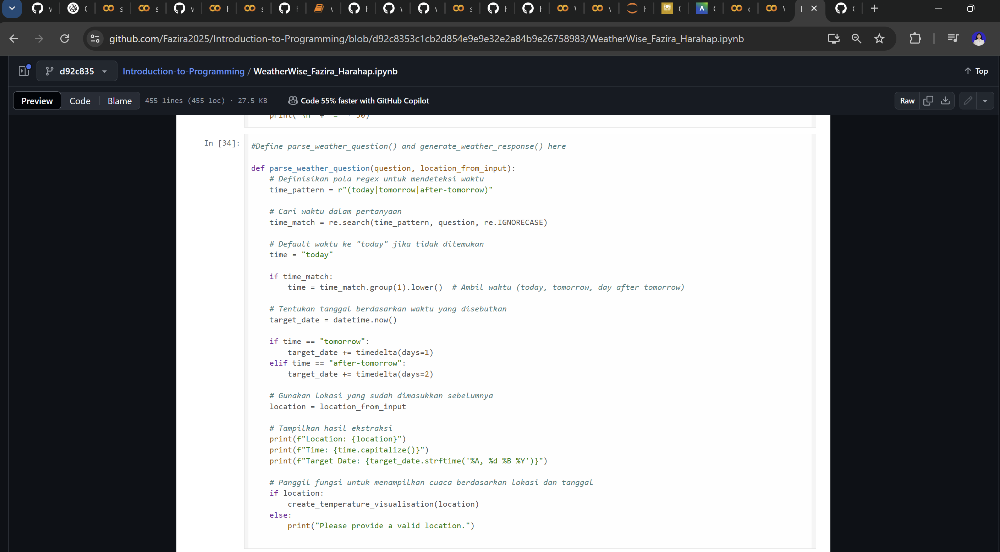 github.com/Fazira2025/Introduction-to-Programming/blob/d92c8353c1cb2d854e9e9e32e2a84b9e26758983/WeatherWise_Fazira_Harahap.ipynb
d92c835 Introduction-to-Programming / WeatherWise_Fazira_Harahap.ipynb Top
Preview Code Blame 455 lines (455 loc) · 27.5 KB Code 55% faster with GitHub Copilot Raw
In [34]:
#Define parse_weather_question() and generate_weather_response() here
def parse_weather_question(question, location_from_input):
# Definisikan pola regex untuk mendeteksi waktu
time_pattern = r"(today|tomorrow|after-tomorrow)"
# Cari waktu dalam pertanyaan
time_match = re.search(time_pattern, question, re.IGNORECASE)
# Default waktu ke "today" jika tidak ditemukan
time = "today"
if time_match:
time = time_match.group(1).lower() # Ambil waktu (today, tomorrow, day after tomorrow)
# Tentukan tanggal berdasarkan waktu yang disebutkan
target_date = datetime.now()
if time == "tomorrow":
target_date += timedelta(days=1)
elif time == "after-tomorrow":
target_date += timedelta(days=2)
# Gunakan lokasi yang sudah dimasukkan sebelumnya
location = location_from_input
# Tampilkan hasil ekstraksi
print(f"Location: {location}")
print(f"Time: {time.capitalize()}")
print(f"Target Date: {target_date.strftime('%A, %d %B %Y')}")
# Panggil fungsi untuk menampilkan cuaca berdasarkan lokasi dan tanggal
if location:
create_temperature_visualisation(location)
else:
print("Please provide a valid location.")